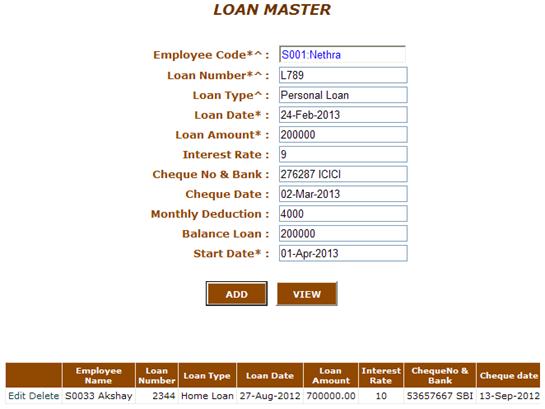 LOAN MASTER
Employee Code*^ : S001:Nethra
Loan Number*^ : L789
Loan Type^ : Personal Loan
Loan Date* : 24-Feb-2013
Loan Amount* : 200000
Interest Rate : 9
Cheque No & Bank : 276287 ICICI
Cheque Date : 02-Mar-2013
Monthly Deduction : 4000
Balance Loan : 200000
Start Date* : 01-Apr-2013
ADD VIEW
Employee Name Loan Number Loan Type Loan Date Loan Amount Interest Rate ChequeNo & Bank Cheque date
Edit Delete S0033 Akshay 2344 Home Loan 27-Aug-2012 700000.00 10 53657667 SBI 13-Sep-2012